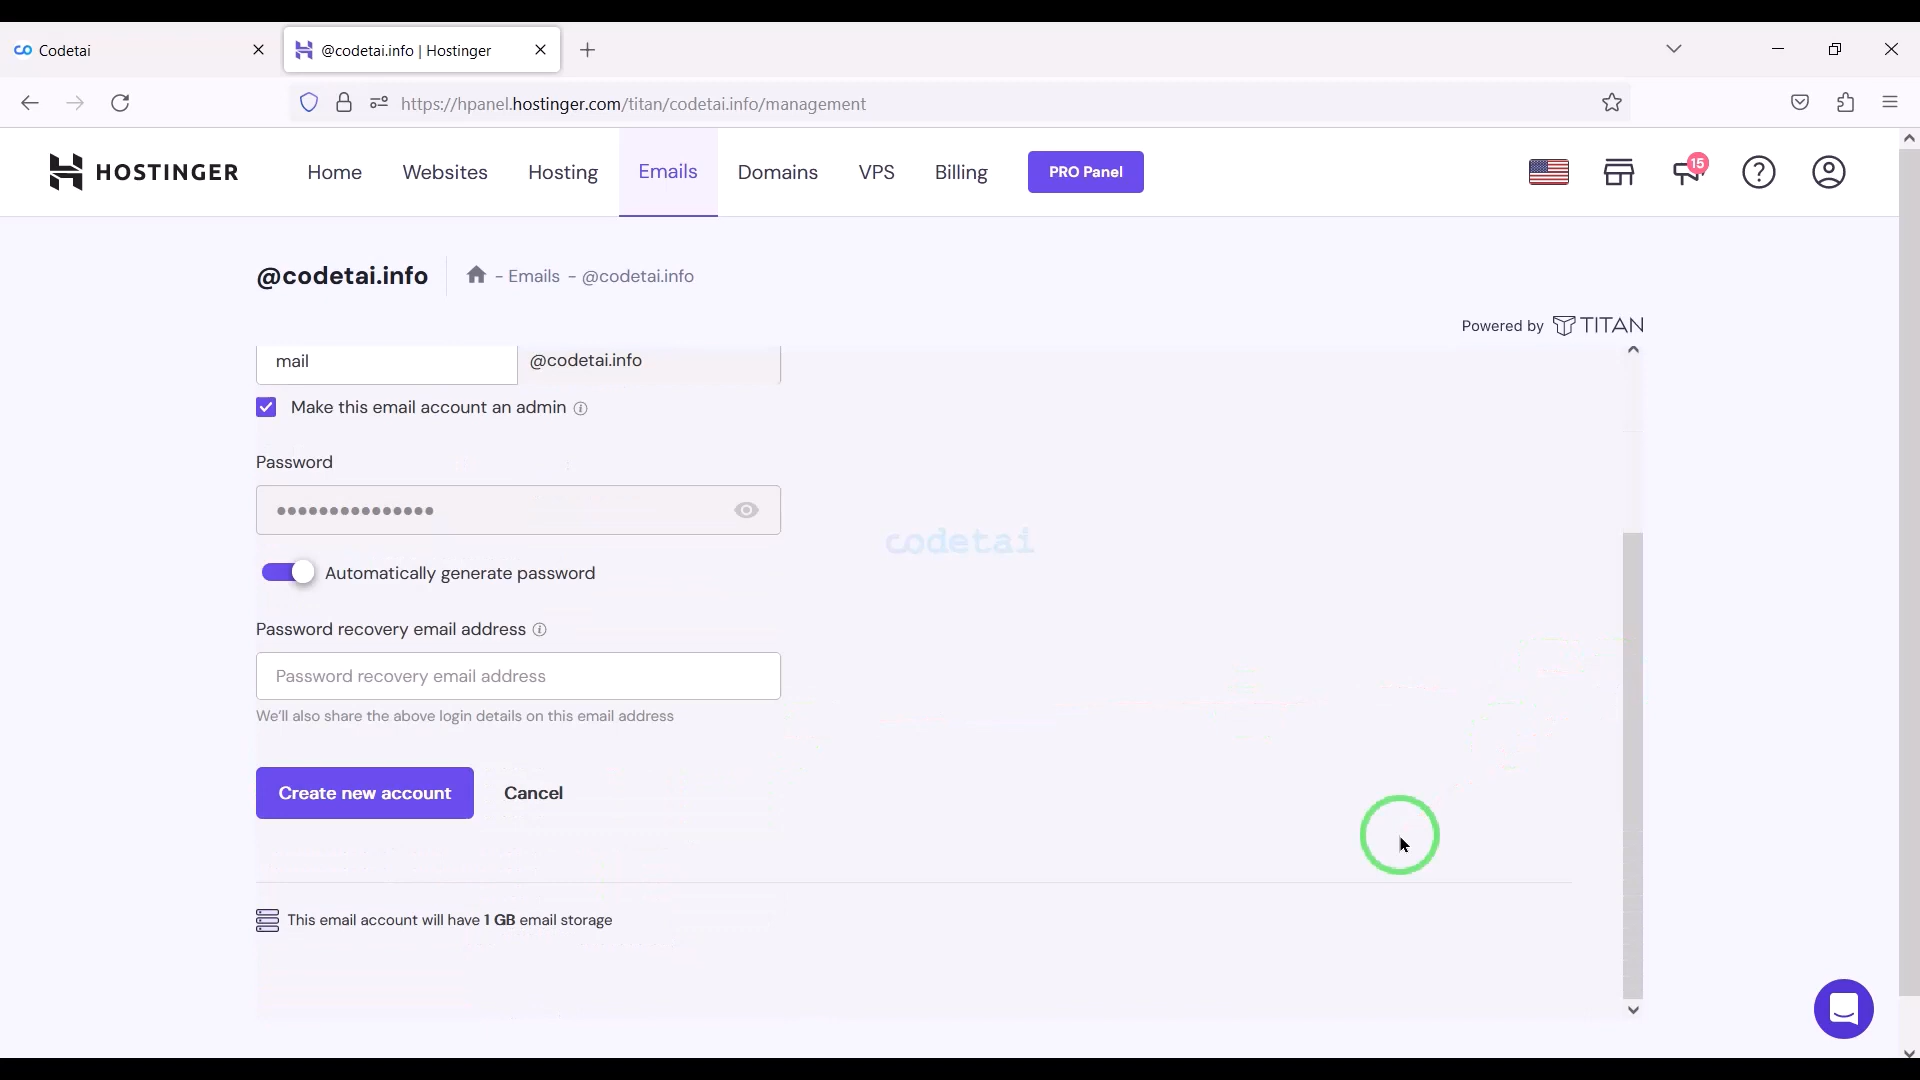 Codetai
@codetai.info | Hostinger
https://hpanel.hostinger.com/titan/codetai.info/management
HOSTINGER
Home
Websites
Hosting
Emails
Domains
VPS
Billing
PRO Panel
15
@codetai.info
- Emails - @codetai.info
Powered by TITAN
mail
@codetai.info
Make this email account an admin
Password
Automatically generate password
Password recovery email address
Password recovery email address
We'll also share the above login details on this email address
codetai
Create new account
Cancel
This email account will have 1 GB email storage